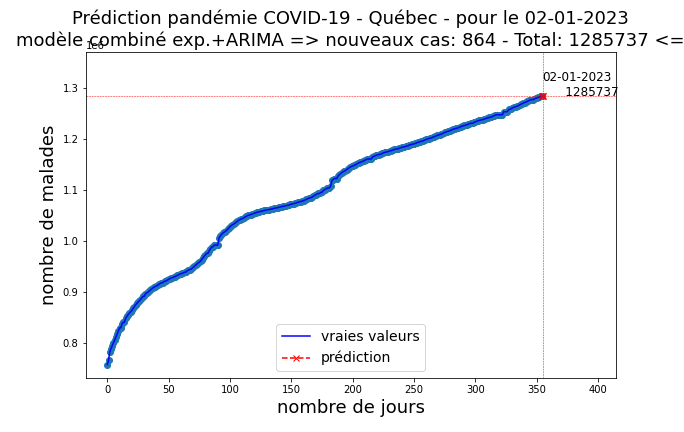 Prédiction pandémie COVID-19 - Québec - pour le 02-01-2023
modèle combiné exp.+ARIMA => nouveaux cas: 864 - Total: 1285737 <=
1e6
02-01-2023
1285737
1.3
1.2
1.1
1.0
0.9
0.8
nombre de malades
vraies valeurs
prédiction
0 50 100 150 200 250 300 350 400
nombre de jours